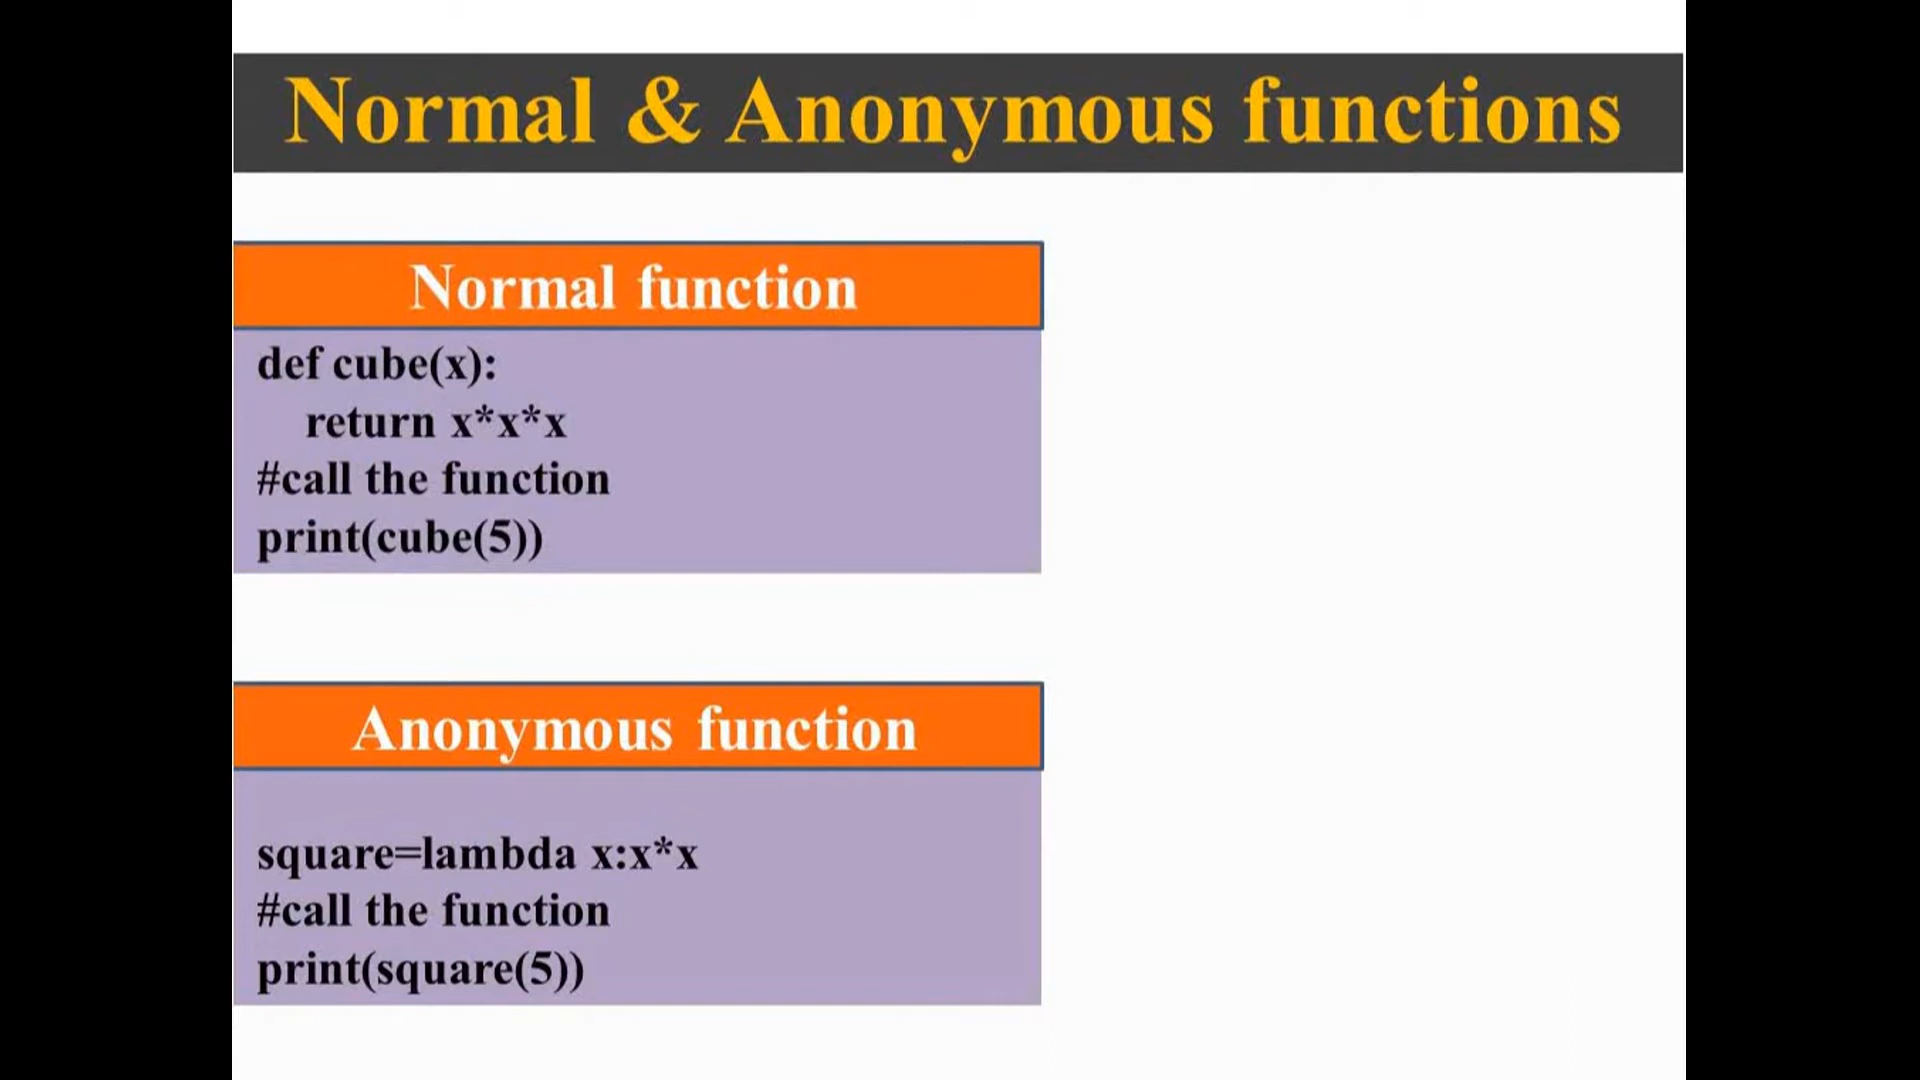 Normal & Anonymous functions
Normal function
def cube(x):
    return x*x*x
#call the function
print(cube(5))
Anonymous function
square=lambda x:x*x
#call the function
print(square(5))